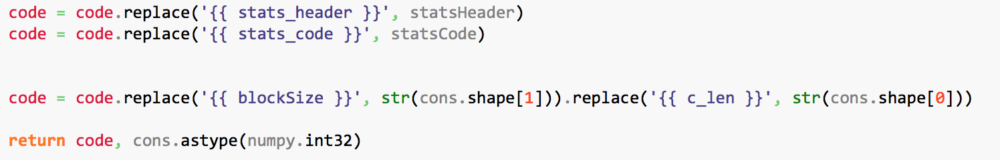 code = code.replace('{{ stats_header }}', statsHeader)
code = code.replace('{{ stats_code }}', statsCode)
code = code.replace('{{ blockSize }}', str(cons.shape[1])).replace('{{ c_len }}', str(cons.shape[0]))
return code, cons.astype(numpy.int32)